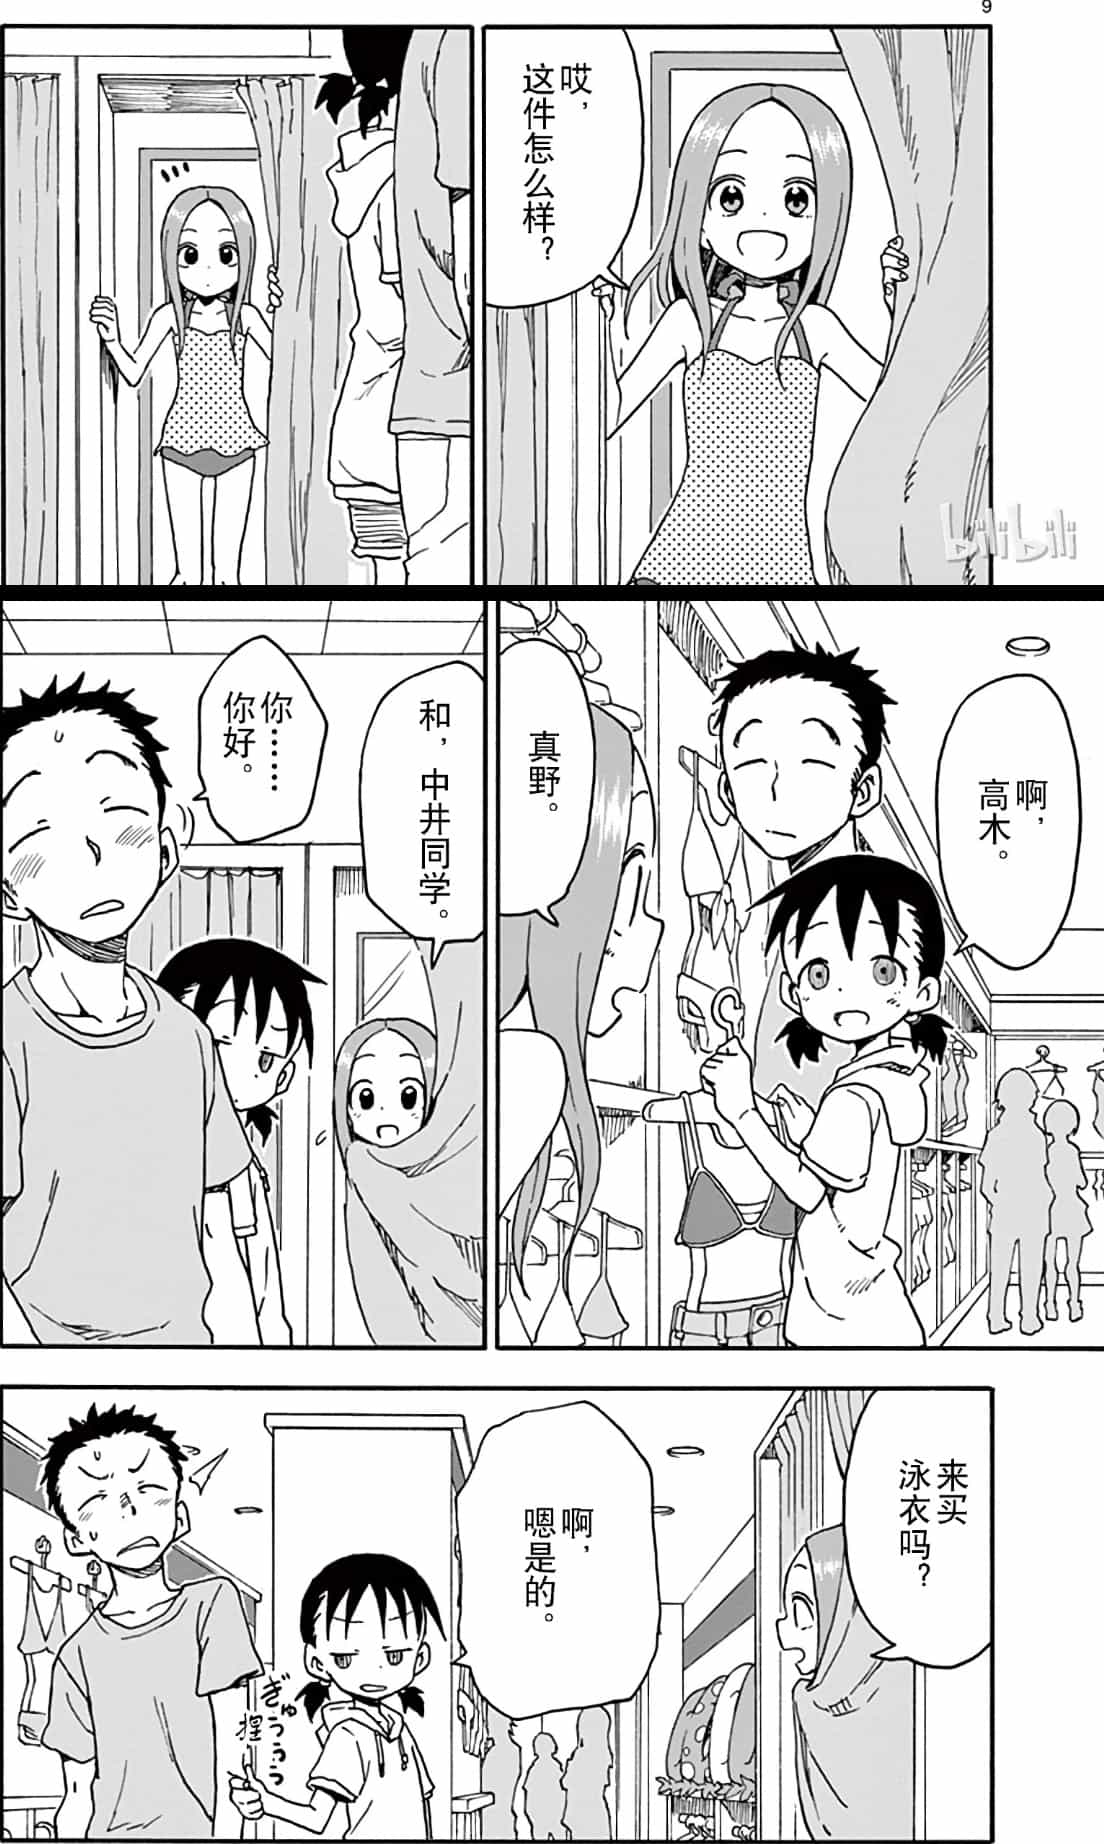 9
哎，
这件怎么样？
bilibili
啊，
高木。
真野。
和，中井同学。
你……
你好。
来买
泳衣吗？
啊，
嗯是的。
ぎゅううう
捏